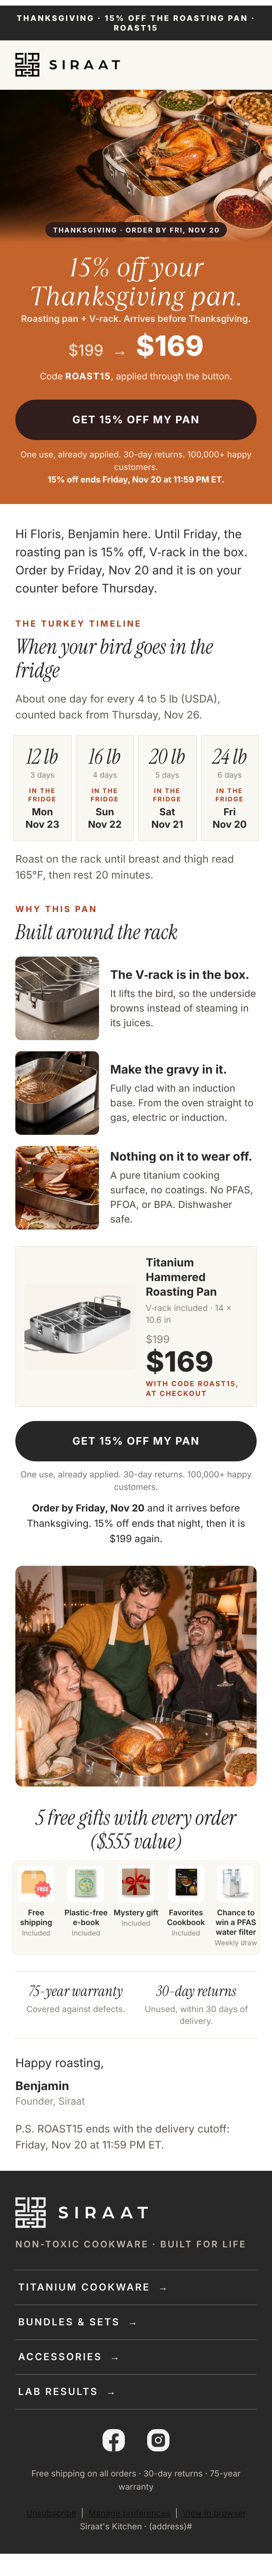 THANKSGIVING · 15% OFF THE ROASTING PAN ·
ROAST15
SIRAAT
THANKSGIVING · ORDER BY FRI, NOV 20
15% off your
Thanksgiving pan.
Roasting pan + V-rack. Arrives before Thanksgiving.
$199 → $169
Code ROAST15, applied through the button.
GET 15% OFF MY PAN
One use, already applied. 30-day returns. 100,000+ happy
customers.
15% off ends Friday, Nov 20 at 11:59 PM ET.
Hi Floris, Benjamin here. Until Friday, the
roasting pan is 15% off, V-rack in the box.
Order by Friday, Nov 20 and it is on your
counter before Thursday.
THE TURKEY TIMELINE
When your bird goes in the
fridge
About one day for every 4 to 5 lb (USDA),
counted back from Thursday, Nov 26.
12 lb 16 lb 20 lb 24 lb
3 days 4 days 5 days 6 days
IN THE IN THE IN THE IN THE
FRIDGE FRIDGE FRIDGE FRIDGE
Mon Sun Sat Fri
Nov 23 Nov 22 Nov 21 Nov 20
Roast on the rack until breast and thigh read
165°F, then rest 20 minutes.
WHY THIS PAN
Built around the rack
The V-rack is in the box.
It lifts the bird, so the underside
browns instead of steaming in
its juices.
Make the gravy in it.
Fully clad with an induction
base. From the oven straight to
gas, electric or induction.
Nothing on it to wear off.
A pure titanium cooking
surface, no coatings. No PFAS,
PFOA, or BPA. Dishwasher
safe.
Titanium
Hammered
Roasting Pan
V-rack included · 14 ×
10.6 in
$199
$169
WITH CODE ROAST15,
AT CHECKOUT
GET 15% OFF MY PAN
One use, already applied. 30-day returns. 100,000+ happy
customers.
Order by Friday, Nov 20 and it arrives before
Thanksgiving. 15% off ends that night, then it is
$199 again.
5 free gifts with every order
($555 value)
FREE
Free
shipping
Included
Plastic-free
e-book
Included
Mystery gift
Included
Favorites
Cookbook
Included
Chance to
win a PFAS
water filter
Weekly draw
75-year warranty
Covered against defects.
30-day returns
Unused, within 30 days of
delivery.
Happy roasting,
Benjamin
Founder, Siraat
P.S. ROAST15 ends with the delivery cutoff:
Friday, Nov 20 at 11:59 PM ET.
SIRAAT
NON-TOXIC COOKWARE · BUILT FOR LIFE
TITANIUM COOKWARE →
BUNDLES & SETS →
ACCESSORIES →
LAB RESULTS →
Free shipping on all orders · 30-day returns · 75-year
warranty
Unsubscribe | Manage preferences | View in browser
Siraat's Kitchen · (address)#